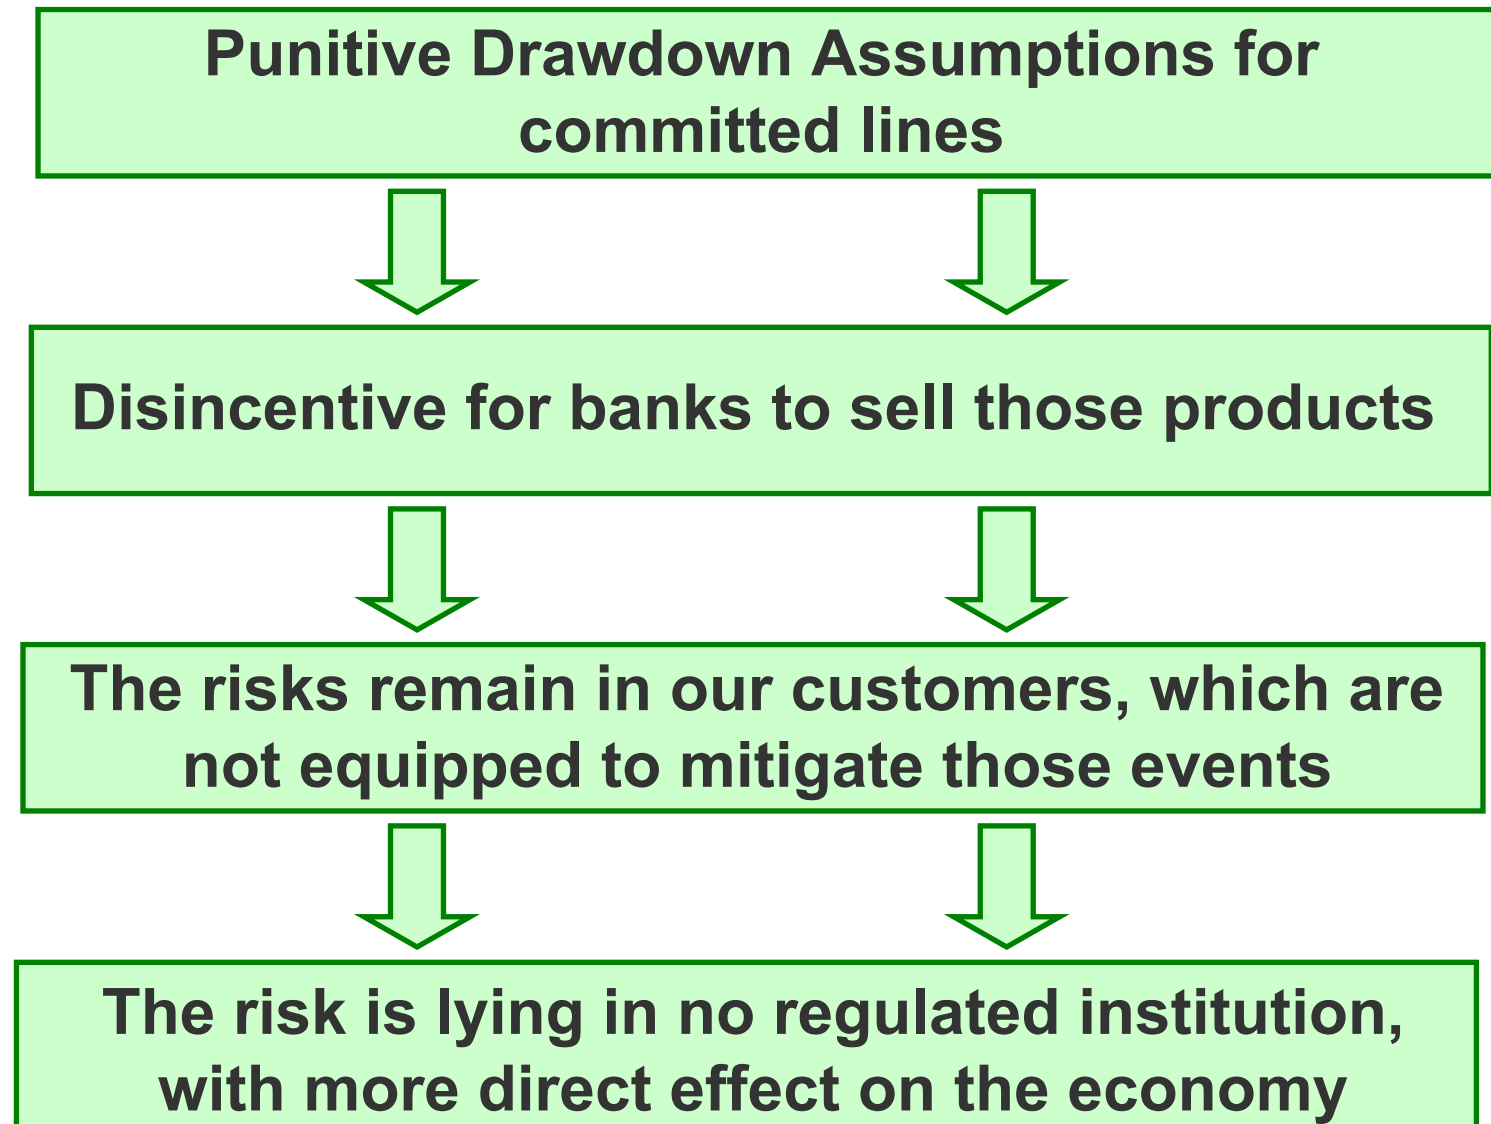 Punitive Drawdown Assumptions for
committed lines
Disincentive for banks to sell those products
The risks remain in our customers, which are
not equipped to mitigate those events
The risk is lying in no regulated institution,
with more direct effect on the economy